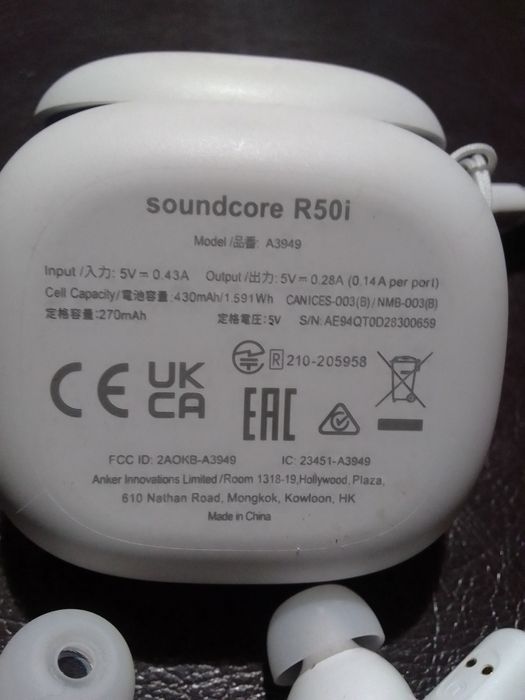 soundcore R50i
Model /品番: A3949
Input /入力: 5V⎓0.43A Output /出力: 5V⎓0.28A (0.14A per port)
Cell Capacity/電池容量:430mAh/1.591Wh CAN ICES-003(B) / NMB-003(B)
定格容量:270mAh 定格電圧:5V S/N: AE94QT0D28300659
R 210-205958
CE UK CA EAC
FCC ID: 2AOKB-A3949 IC: 23451-A3949
Anker Innovations Limited /Room 1318-19,Hollywood, Plaza,
610 Nathan Road, Mongkok, Kowloon, HK
Made in China